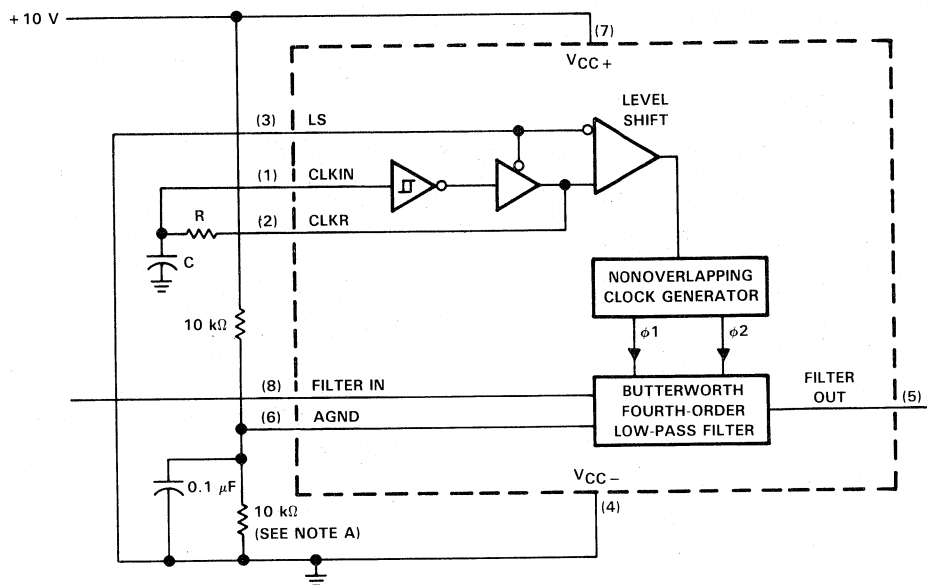 +10 V
(7)
VCC+
LEVEL
SHIFT
(3) LS
(1) CLKIN
(2) CLKR
R
C
NONOVERLAPPING
CLOCK GENERATOR
10 kΩ
ϕ1
ϕ2
(8) FILTER IN
(6) AGND
BUTTERWORTH
FOURTH-ORDER
LOW-PASS FILTER
FILTER
OUT
(5)
VCC−
(4)
0.1 μF
10 kΩ
(SEE NOTE A)